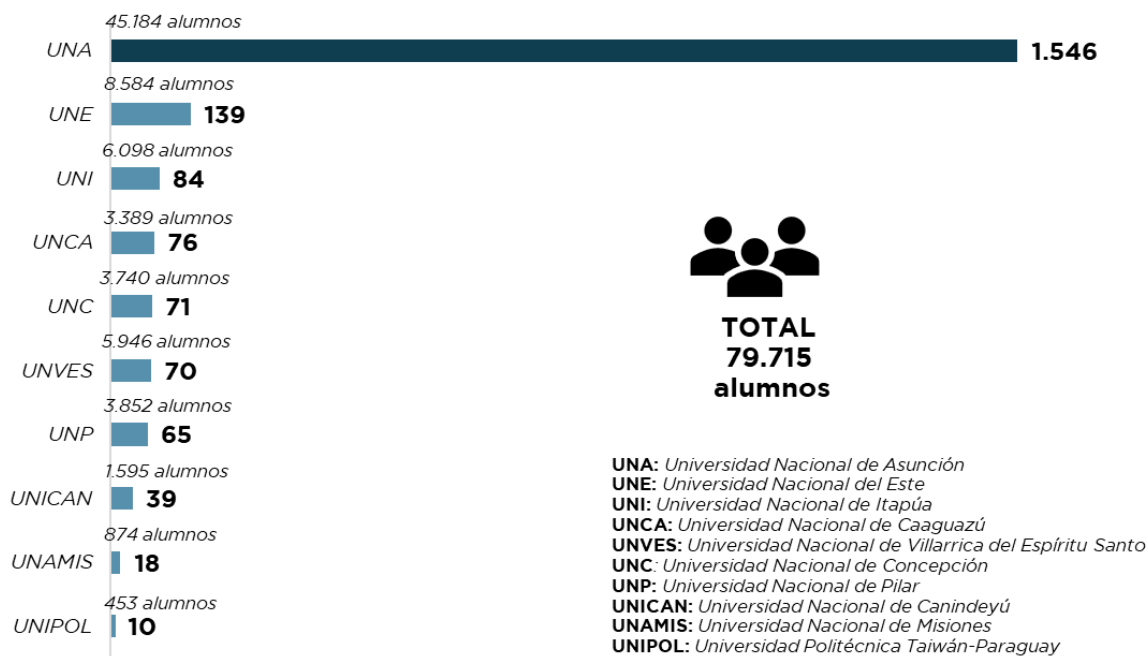 45.184 alumnos
UNA 1.546
8.584 alumnos
UNE 139
6.098 alumnos
UNI 84
3.389 alumnos
UNCA 76
3.740 alumnos
UNC 71
5.946 alumnos
UNVES 70
3.852 alumnos
UNP 65
1.595 alumnos
UNICAN 39
874 alumnos
UNAMIS 18
453 alumnos
UNIPOL 10
TOTAL
79.715
alumnos
UNA: Universidad Nacional de Asunción
UNE: Universidad Nacional del Este
UNI: Universidad Nacional de Itapúa
UNCA: Universidad Nacional de Caaguazú
UNVES: Universidad Nacional de Villarrica del Espíritu Santo
UNC: Universidad Nacional de Concepción
UNP: Universidad Nacional de Pilar
UNICAN: Universidad Nacional de Canindeyú
UNAMIS: Universidad Nacional de Misiones
UNIPOL: Universidad Politécnica Taiwán-Paraguay